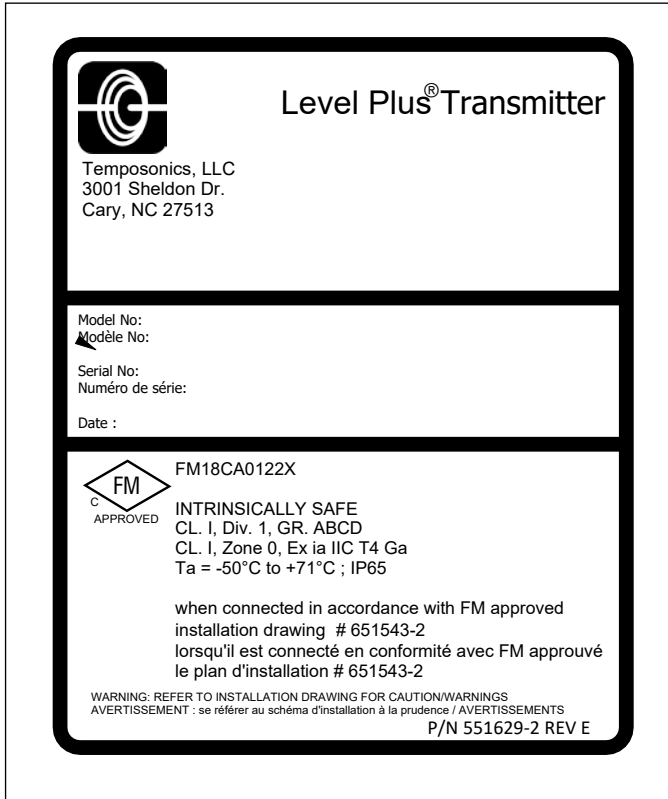 Level Plus® Transmitter
Temposonics, LLC
3001 Sheldon Dr.
Cary, NC 27513
Model No:
Modèle No:
Serial No:
Numéro de série:
Date :
FM
C
APPROVED
FM18CA0122X
INTRINSICALLY SAFE
CL. I, Div. 1, GR. ABCD
CL. I, Zone 0, Ex ia IIC T4 Ga
Ta = -50°C to +71°C ; IP65
when connected in accordance with FM approved
installation drawing # 651543-2
lorsqu'il est connecté en conformité avec FM approuvé
le plan d'installation # 651543-2
WARNING: REFER TO INSTALLATION DRAWING FOR CAUTION/WARNINGS
AVERTISSEMENT : se référer au schéma d'installation à la prudence / AVERTISSEMENTS
P/N 551629-2 REV E